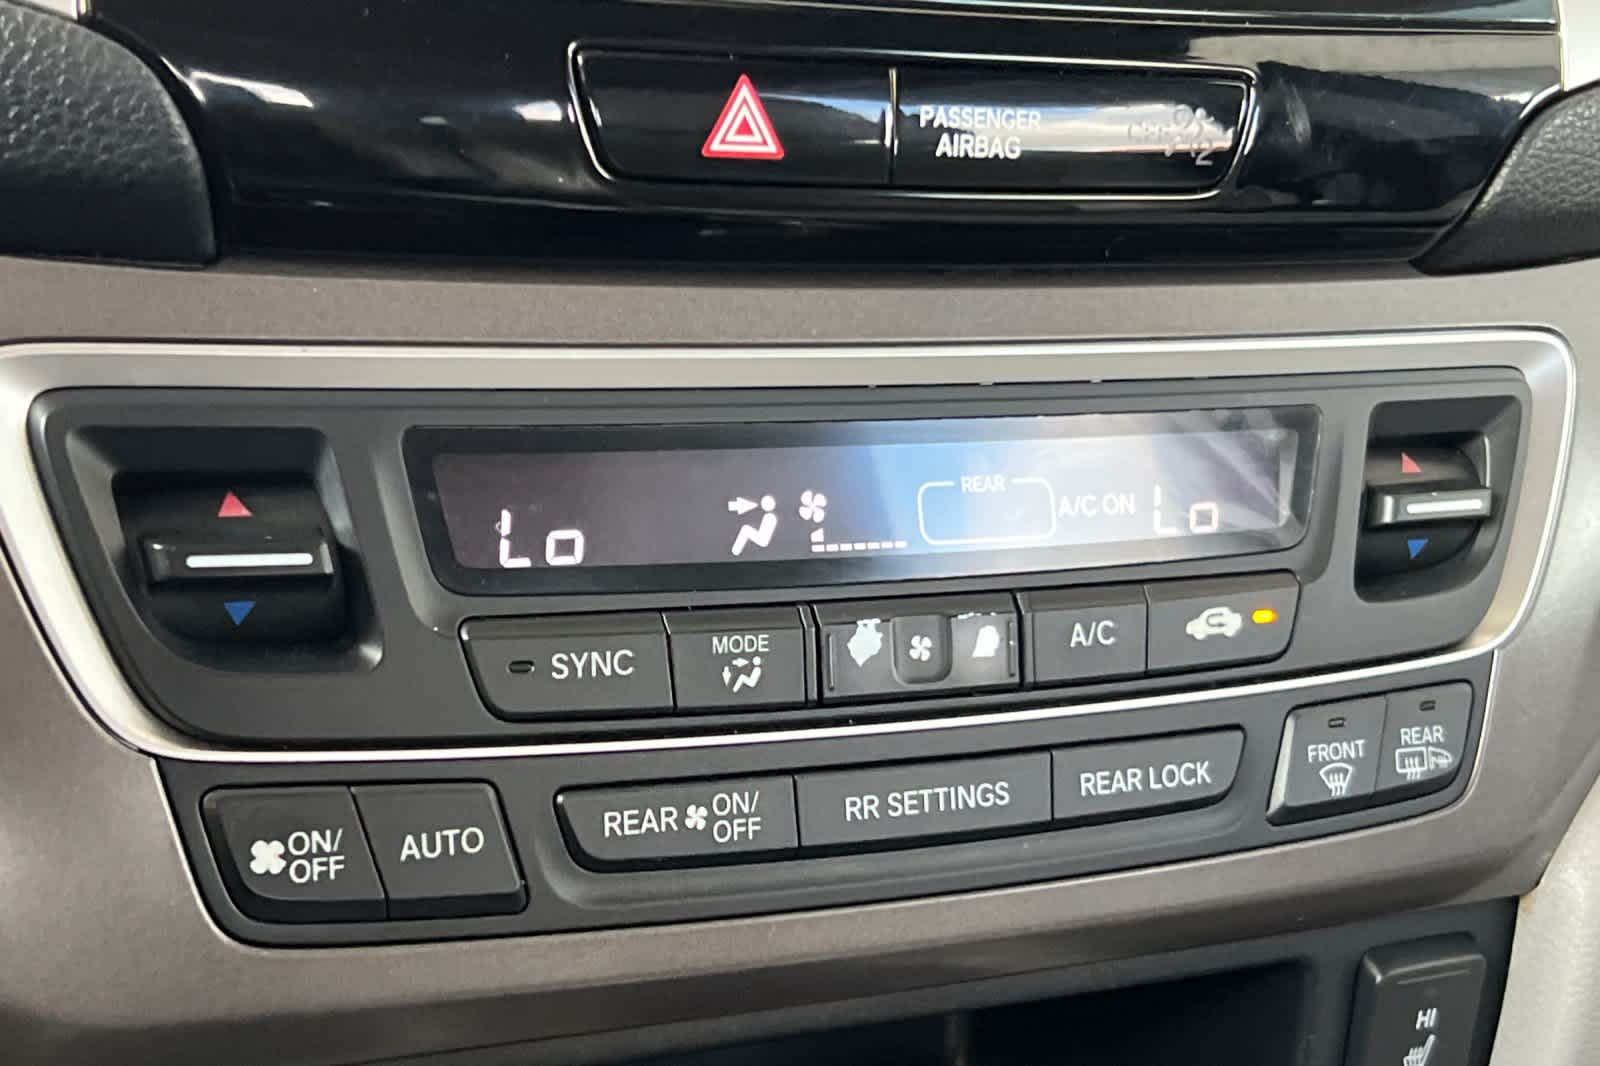 PASSENGER
AIRBAG
Lo
REAR
A/C ON
Lo
SYNC
MODE
A/C
FRONT
REAR
ON/
OFF
AUTO
REAR ON/
OFF
RR SETTINGS
REAR LOCK
HI